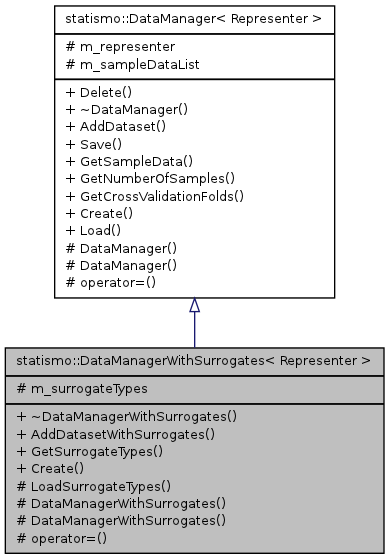 statismo::DataManager< Representer >
# m_representer
# m_sampleDataList
+ Delete()
+ ~DataManager()
+ AddDataset()
+ Save()
+ GetSampleData()
+ GetNumberOfSamples()
+ GetCrossValidationFolds()
+ Create()
+ Load()
# DataManager()
# DataManager()
# operator=()
statismo::DataManagerWithSurrogates< Representer >
# m_surrogateTypes
+ ~DataManagerWithSurrogates()
+ AddDatasetWithSurrogates()
+ GetSurrogateTypes()
+ Create()
# LoadSurrogateTypes()
# DataManagerWithSurrogates()
# DataManagerWithSurrogates()
# operator=()